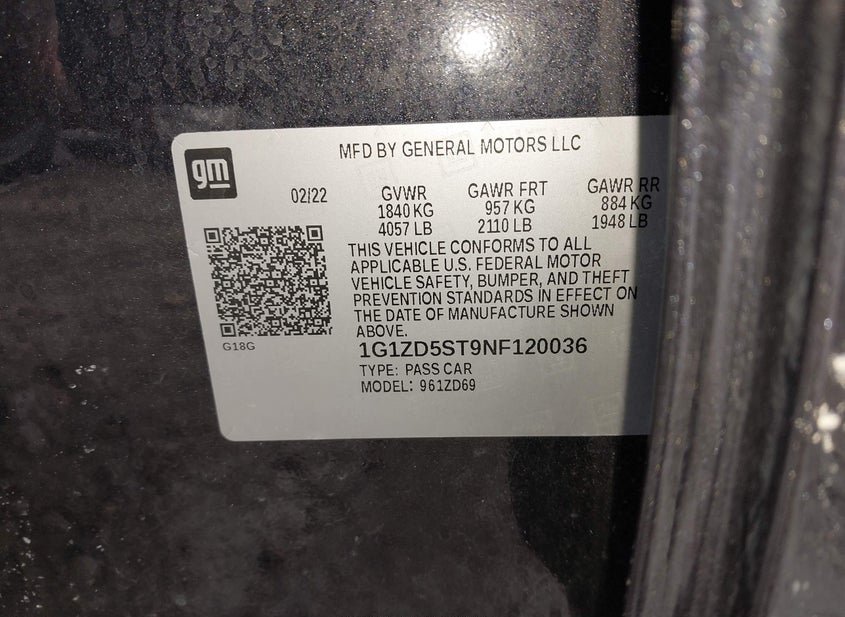 gm
MFD BY GENERAL MOTORS LLC
02/22
GVWR GAWR FRT GAWR RR
1840 KG 957 KG 884 KG
4057 LB 2110 LB 1948 LB
THIS VEHICLE CONFORMS TO ALL
APPLICABLE U.S. FEDERAL MOTOR
VEHICLE SAFETY, BUMPER, AND THEFT
PREVENTION STANDARDS IN EFFECT ON
THE DATE OF MANUFACTURE SHOWN
ABOVE.
G18G
1G1ZD5ST9NF120036
TYPE: PASS CAR
MODEL: 961ZD69